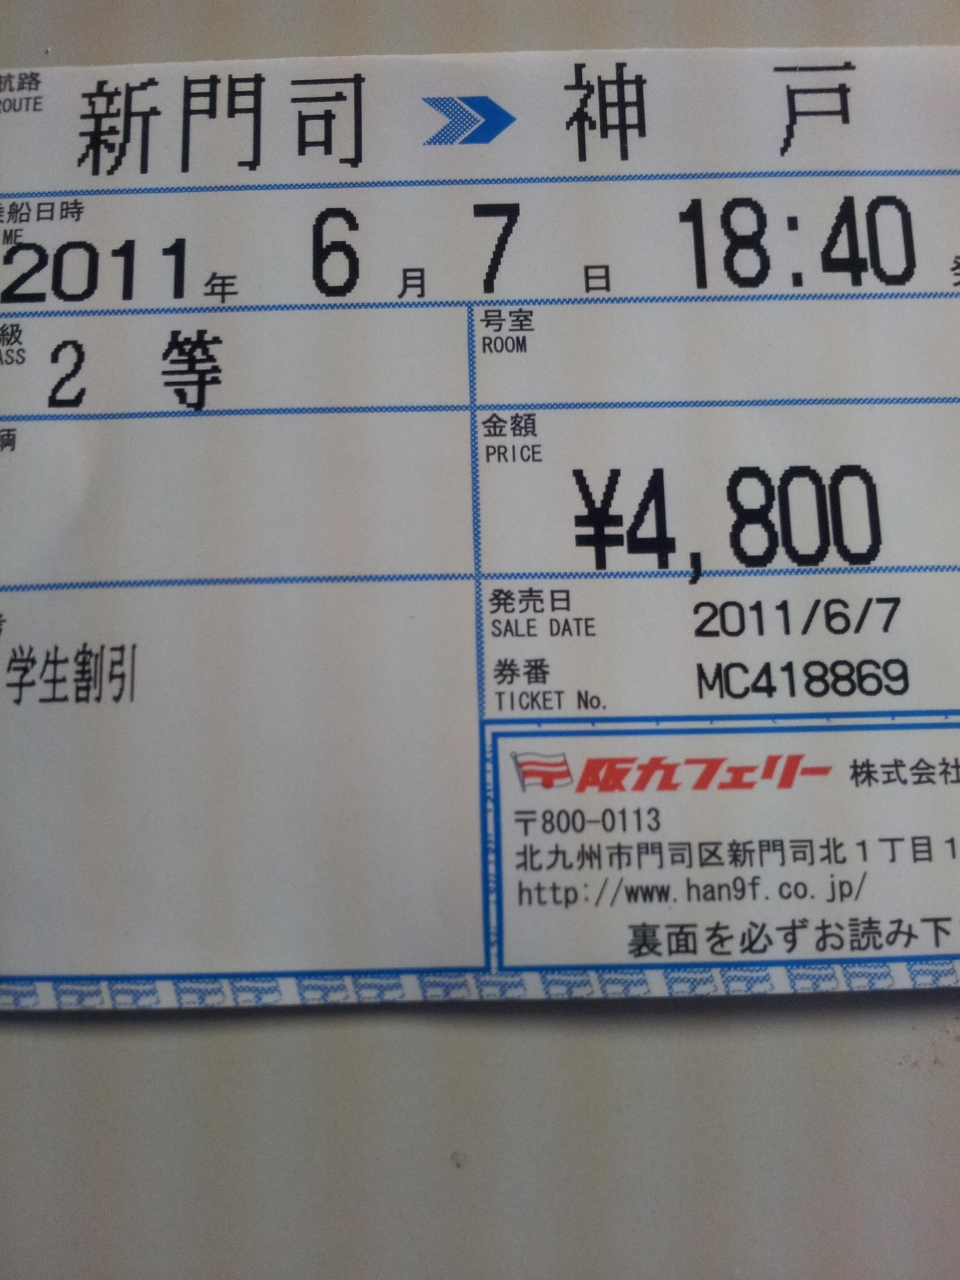 航路 新門司 神戸
ROUTE
乗船日時
2011年 6月 7日 18:40発
級 2 等
号室
ROOM
金額
PRICE
¥4,800
発売日
SALE DATE 2011/6/7
券番
TICKET No. MC418869
学生割引
阪九フェリー 株式会社
〒800-0113
北九州市門司区新門司北1丁目1
http://www.han9f.co.jp/
裏面を必ずお読み下